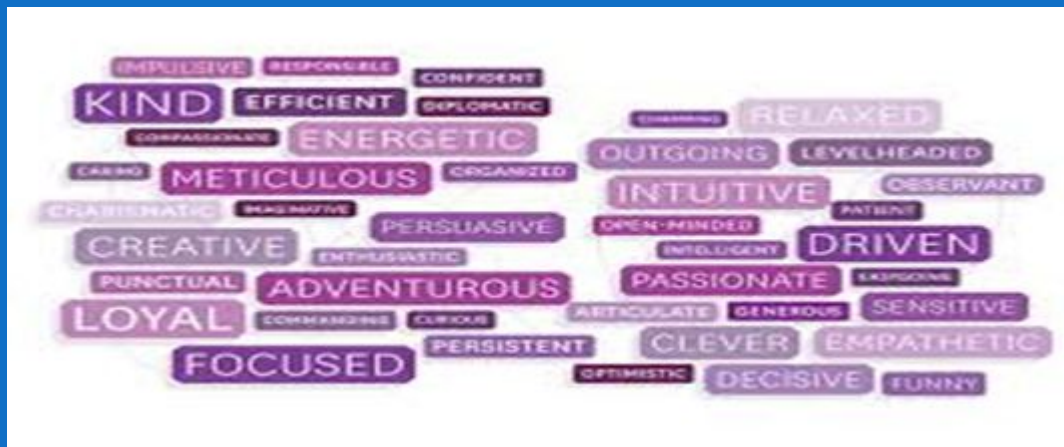 IMPULSIVE RESPONSIBLE
CONFIDENT
KIND EFFICIENT DIPLOMATIC
CHARMING RELAXED
COMPASSIONATE ENERGETIC
OUTGOING LEVELHEADED
CARING METICULOUS ORGANIZED
INTUITIVE OBSERVANT
CHARISMATIC IMAGINATIVE
PERSUASIVE OPEN-MINDED PATIENT
CREATIVE ENTHUSIASTIC
INTELLIGENT DRIVEN
PUNCTUAL ADVENTUROUS
PASSIONATE EASYGOING
LOYAL COMMANDING CURIOUS
ARTICULATE GENEROUS SENSITIVE
PERSISTENT CLEVER EMPATHETIC
FOCUSED
OPTIMISTIC DECISIVE FUNNY